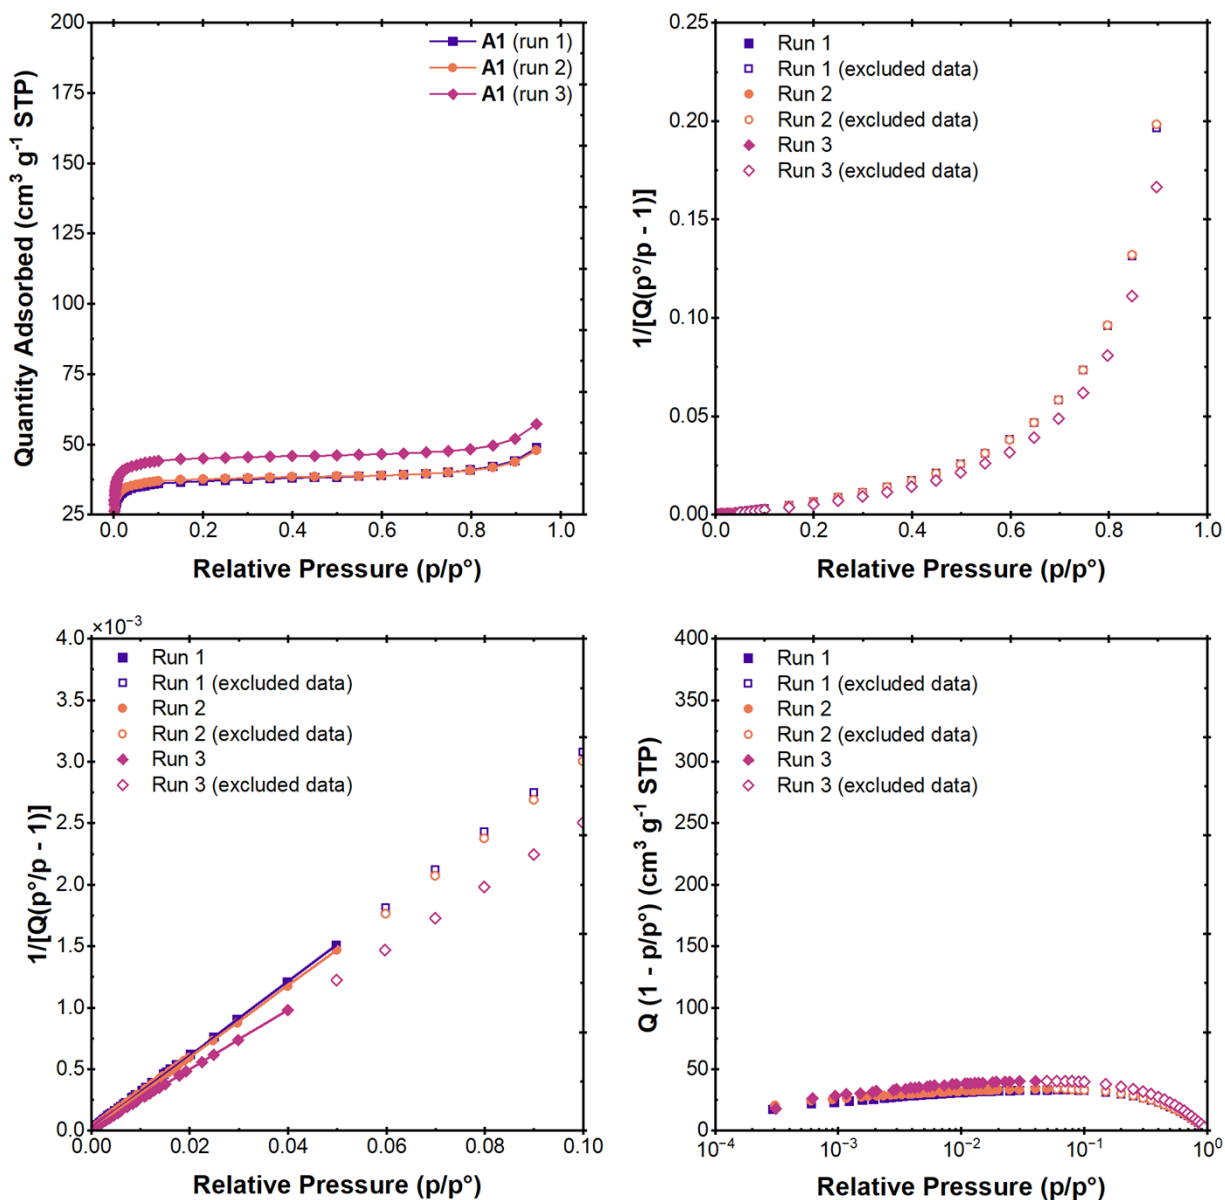 200
175
150
125
100
75
50
25
0.0
0.2
0.4
0.6
0.8
1.0
Quantity Adsorbed (cm³ g⁻¹ STP)
Relative Pressure (p/p°)
A1 (run 1)
A1 (run 2)
A1 (run 3)
0.25
0.20
0.15
0.10
0.05
0.00
0.0
0.2
0.4
0.6
0.8
1.0
1/[Q(p°/p - 1)]
Relative Pressure (p/p°)
Run 1
Run 1 (excluded data)
Run 2
Run 2 (excluded data)
Run 3
Run 3 (excluded data)
×10⁻³
4.0
3.5
3.0
2.5
2.0
1.5
1.0
0.5
0.0
0.00
0.02
0.04
0.06
0.08
0.10
1/[Q(p°/p - 1)]
Relative Pressure (p/p°)
Run 1
Run 1 (excluded data)
Run 2
Run 2 (excluded data)
Run 3
Run 3 (excluded data)
400
350
300
250
200
150
100
50
0
10⁻⁴
10⁻³
10⁻²
10⁻¹
10⁰
Q (1 - p/p°) (cm³ g⁻¹ STP)
Relative Pressure (p/p°)
Run 1
Run 1 (excluded data)
Run 2
Run 2 (excluded data)
Run 3
Run 3 (excluded data)